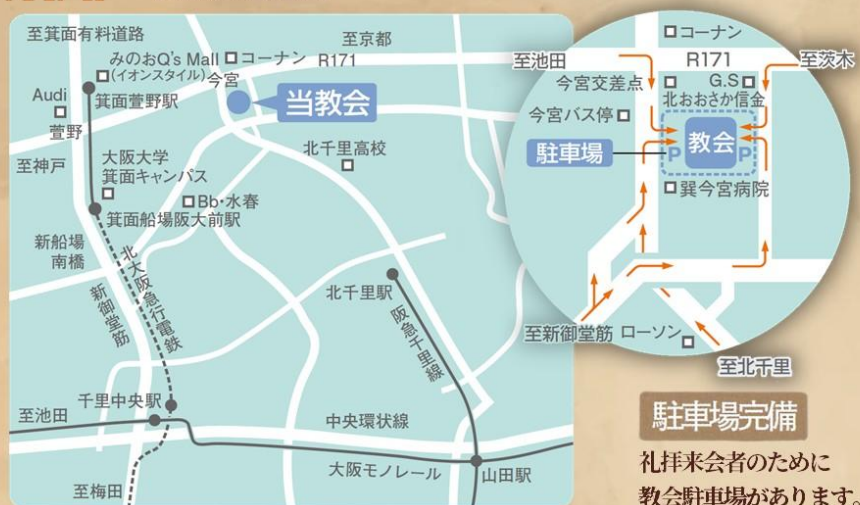 至箕面有料道路
至京都
みのおQ's Mall
(イオンスタイル)
コーナン
R171
今宮
当教会
Audi
箕面萱野駅
萱野
至神戸
大阪大学
箕面キャンパス
北千里高校
Bb・水春
箕面船場阪大前駅
新船場
南橋
北大阪急行電鉄
新御堂筋
北千里駅
阪急千里線
千里中央駅
至池田
中央環状線
大阪モノレール
山田駅
至梅田
コーナン
至池田
R171
至茨木
今宮交差点
G.S
北おおさか信金
今宮バス停
駐車場
P
教会
P
巽今宮病院
至新御堂筋
ローソン
至北千里
駐車場完備
礼拝来会者のために
教会駐車場があります。